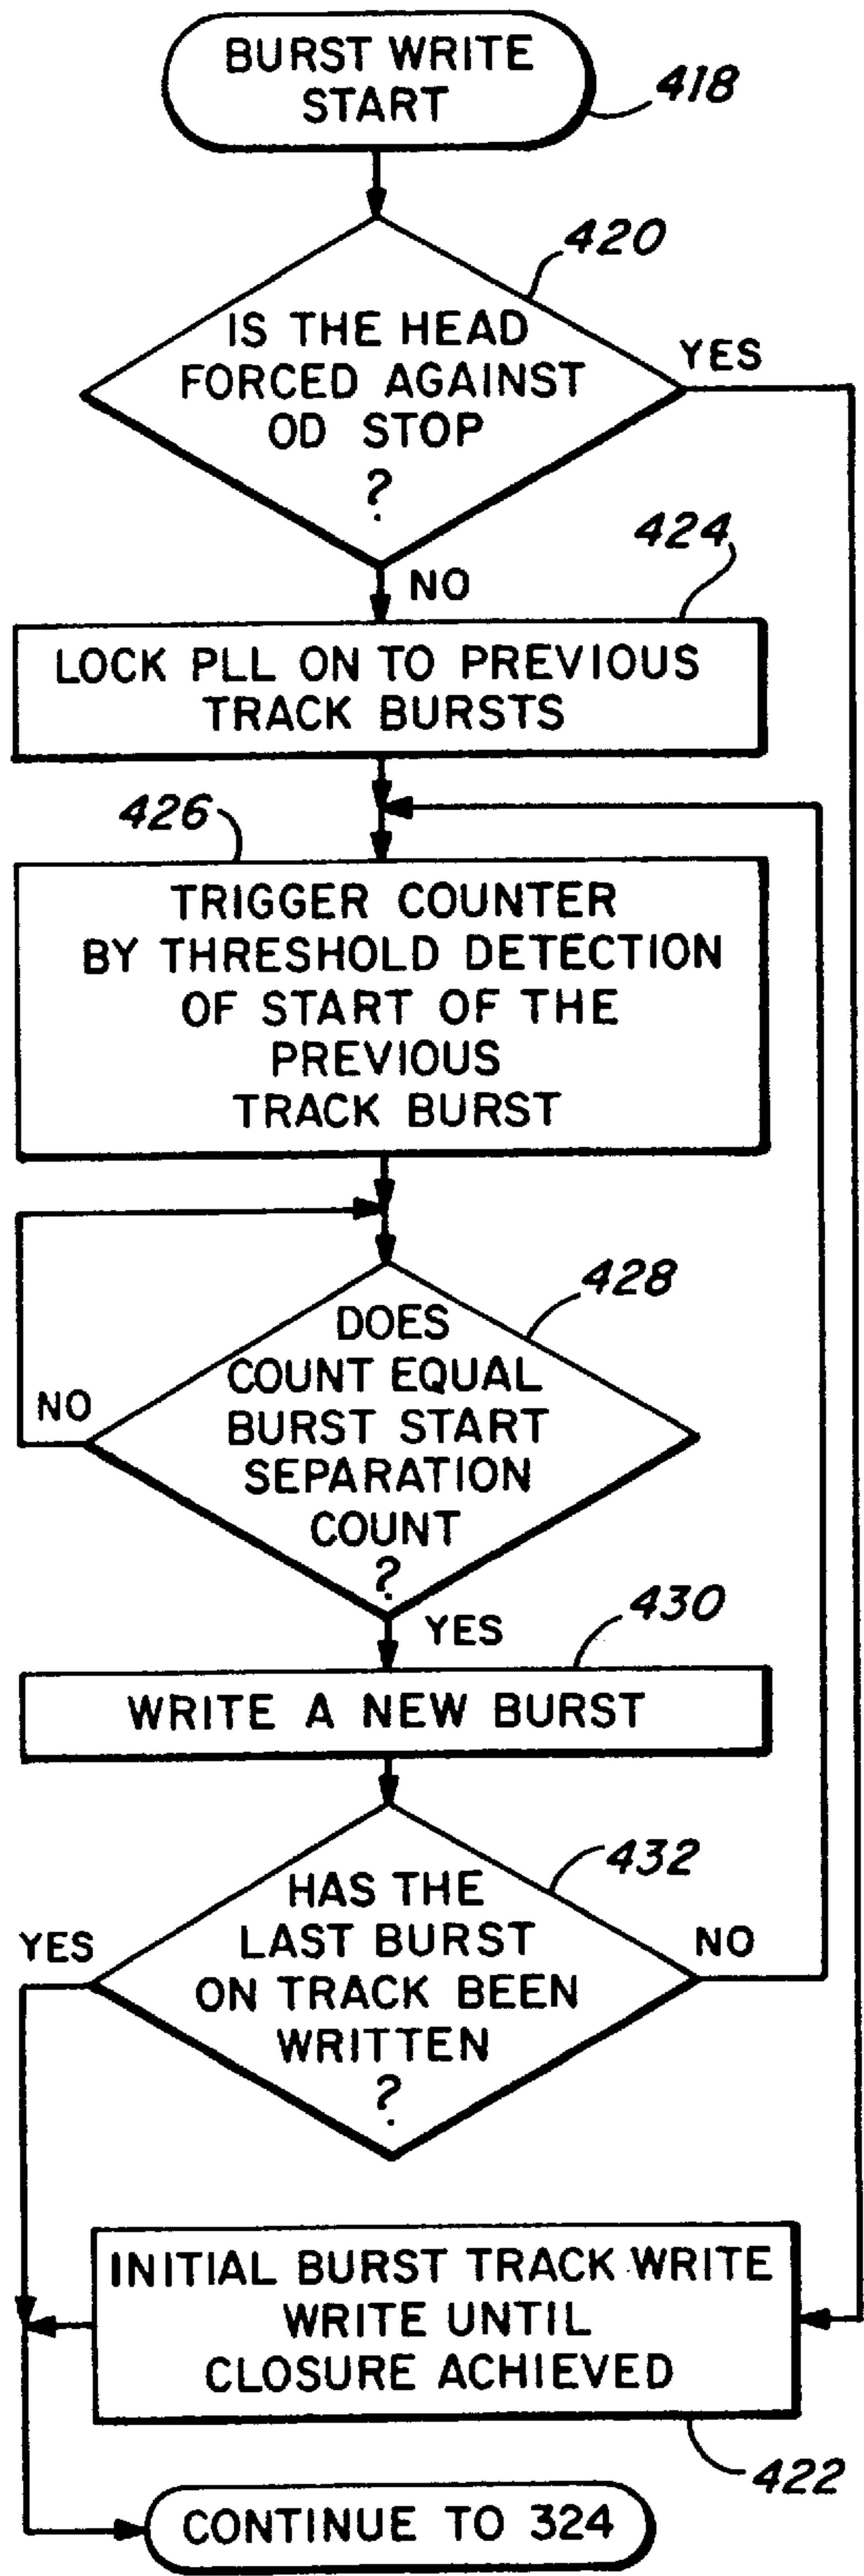 BURST WRITE
START
418
420
IS THE HEAD
FORCED AGAINST
OD STOP
?
YES
NO
424
LOCK PLL ON TO PREVIOUS
TRACK BURSTS
426
TRIGGER COUNTER
BY THRESHOLD DETECTION
OF START OF THE
PREVIOUS
TRACK BURST
428
DOES
COUNT EQUAL
BURST START
SEPARATION
COUNT
?
NO
YES
430
WRITE A NEW BURST
432
HAS THE
LAST BURST
ON TRACK BEEN
WRITTEN
?
YES
NO
INITIAL BURST TRACK WRITE
WRITE UNTIL
CLOSURE ACHIEVED
422
CONTINUE TO 324